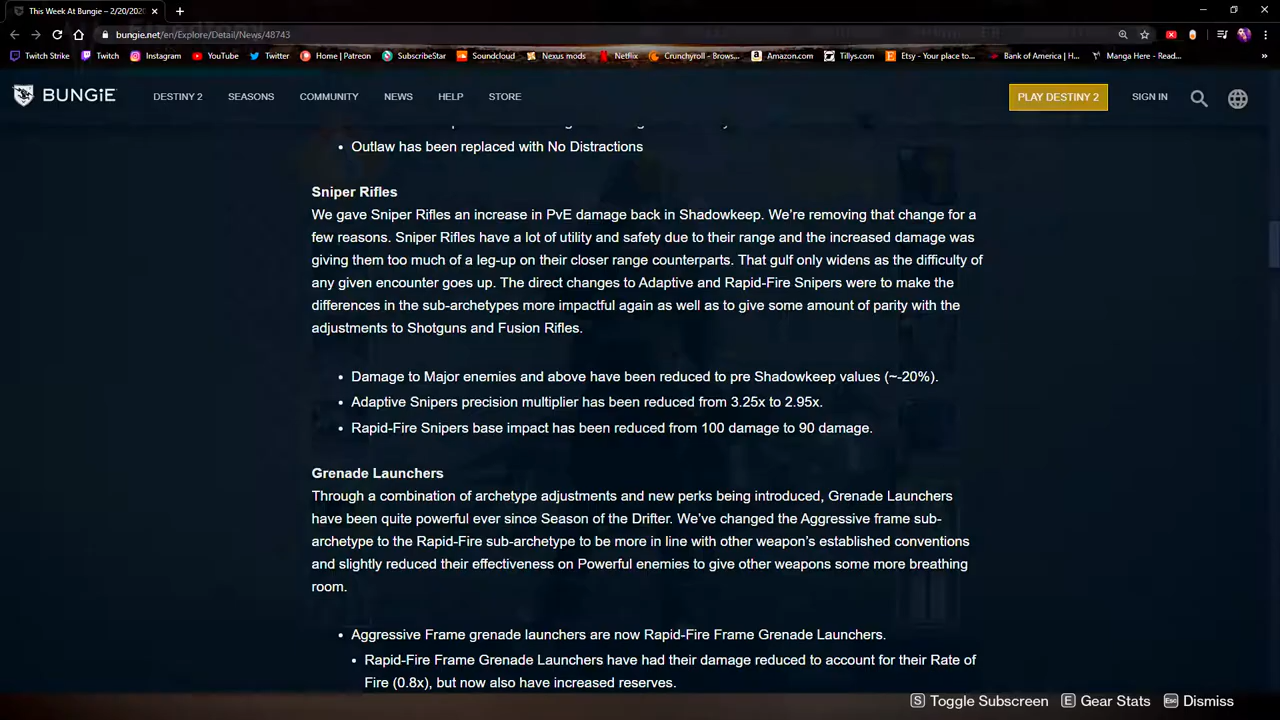 This Week At Bungie – 2/20/202
bungie.net/en/Explore/Detail/News/48743
Twitch Strike Twitch Instagram YouTube Twitter Home | Patreon SubscribeStar Soundcloud Nexus mods Netflix Crunchyroll - Brows... Amazon.com Tillys.com Etsy - Your place to... Bank of America | H... Manga Here - Read...
BUNGiE DESTINY 2 SEASONS COMMUNITY NEWS HELP STORE PLAY DESTINY 2 SIGN IN
• Outlaw has been replaced with No Distractions
Sniper Rifles
We gave Sniper Rifles an increase in PvE damage back in Shadowkeep. We're removing that change for a
few reasons. Sniper Rifles have a lot of utility and safety due to their range and the increased damage was
giving them too much of a leg-up on their closer range counterparts. That gulf only widens as the difficulty of
any given encounter goes up. The direct changes to Adaptive and Rapid-Fire Snipers were to make the
differences in the sub-archetypes more impactful again as well as to give some amount of parity with the
adjustments to Shotguns and Fusion Rifles.
• Damage to Major enemies and above have been reduced to pre Shadowkeep values (~-20%).
• Adaptive Snipers precision multiplier has been reduced from 3.25x to 2.95x.
• Rapid-Fire Snipers base impact has been reduced from 100 damage to 90 damage.
Grenade Launchers
Through a combination of archetype adjustments and new perks being introduced, Grenade Launchers
have been quite powerful ever since Season of the Drifter. We've changed the Aggressive frame sub-
archetype to the Rapid-Fire sub-archetype to be more in line with other weapon's established conventions
and slightly reduced their effectiveness on Powerful enemies to give other weapons some more breathing
room.
• Aggressive Frame grenade launchers are now Rapid-Fire Frame Grenade Launchers.
• Rapid-Fire Frame Grenade Launchers have had their damage reduced to account for their Rate of
Fire (0.8x), but now also have increased reserves.
S Toggle Subscreen E Gear Stats Esc Dismiss